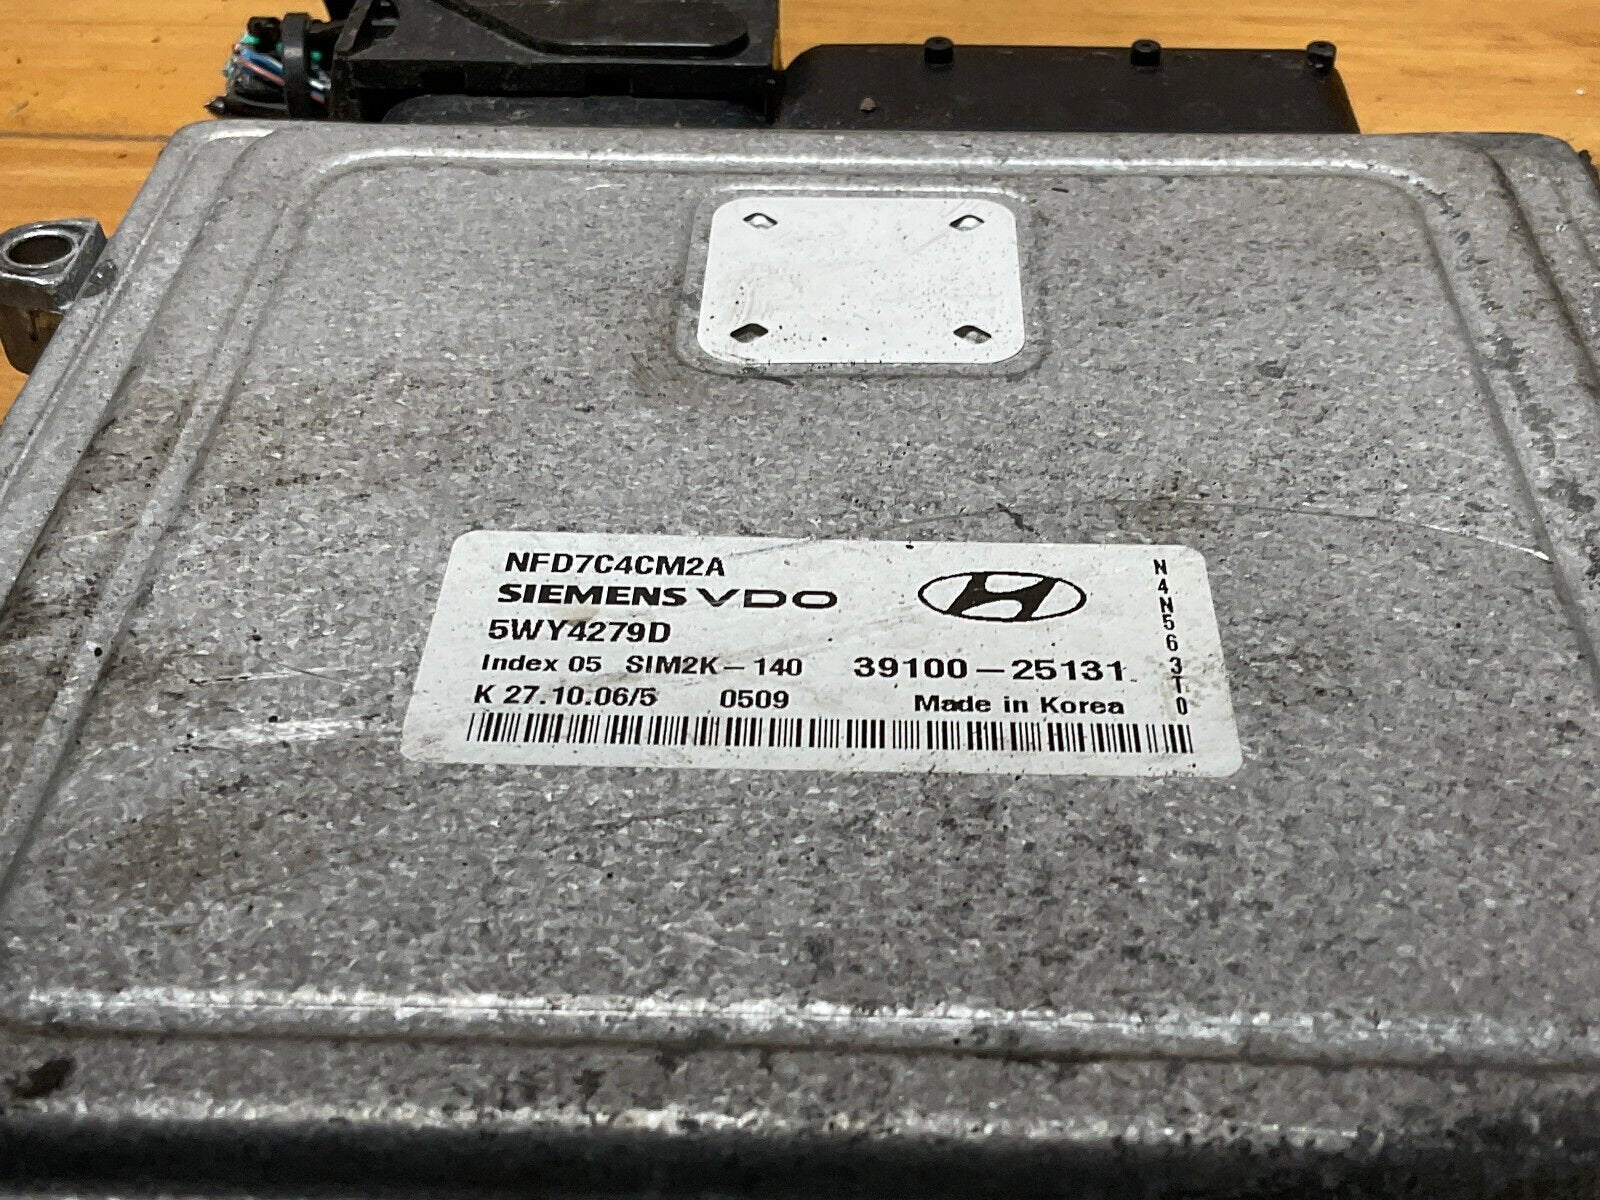 NFD7C4CM2A
SIEMENS VDO
5WY4279D
Index 05 SIM2K-140 39100-25131
K 27.10.06/5 0509 Made in Korea
N4N563T0